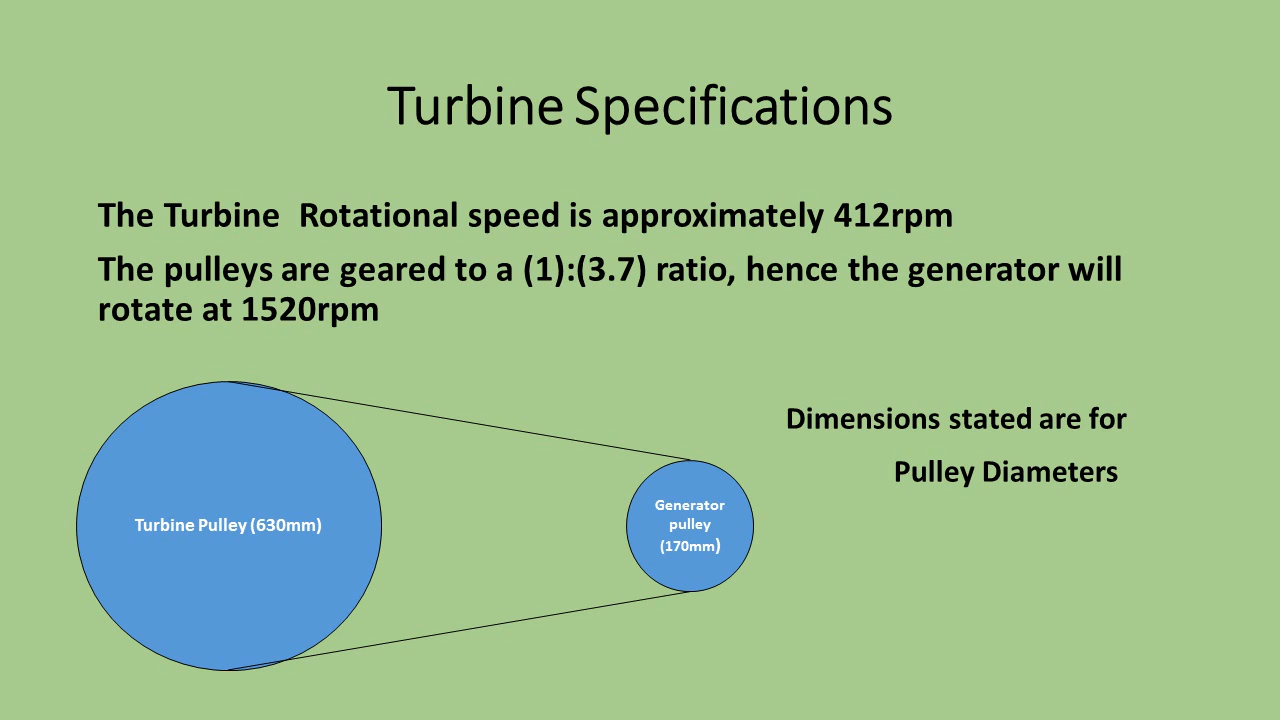 Turbine Specifications
The Turbine  Rotational speed is approximately 412rpm
The pulleys are geared to a (1):(3.7) ratio, hence the generator will
rotate at 1520rpm
Dimensions stated are for
Pulley Diameters
Turbine Pulley (630mm)
Generator
pulley
(170mm)